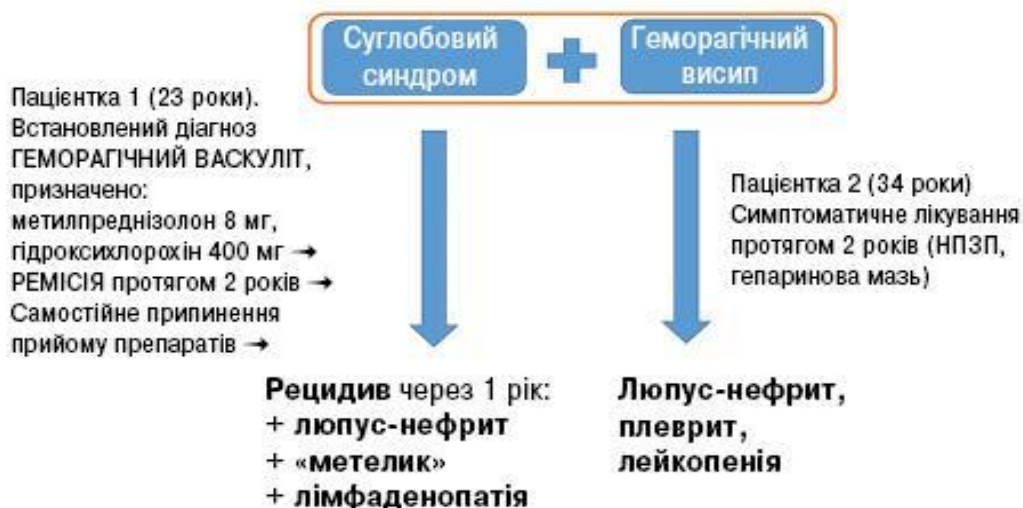 Суглобовий
синдром
Геморагічний
висип
Пацієнтка 1 (23 роки).
Встановлений діагноз
ГЕМОРАГІЧНИЙ ВАСКУЛІТ,
призначено:
метилпреднізолон 8 мг,
гідроксихлорохін 400 мг →
РЕМІСІЯ протягом 2 років →
Самостійне припинення
прийому препаратів →
Пацієнтка 2 (34 роки)
Симптоматичне лікування
протягом 2 років (НПЗП,
гепаринова мазь)
Рецидив через 1 рік:
+ люпус-нефрит
+ «метелик»
+ лімфаденопатія
Люпус-нефрит,
плеврит,
лейкопенія